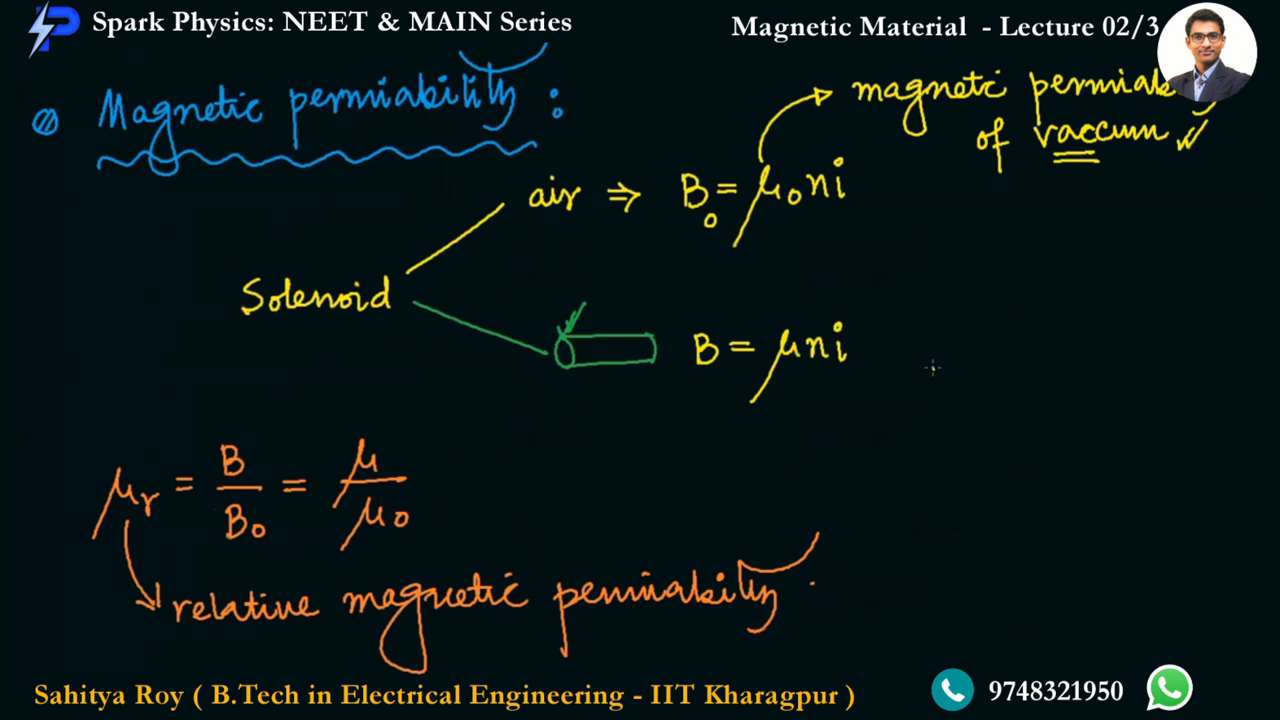 Spark Physics: NEET & MAIN Series
Magnetic Material - Lecture 02/3
Magnetic permiability :
magnetic
of vaccum
air ⇒ B₀ = μ₀ni
Solenoid
B = μni
μr = B/B₀ = μ/μ₀
relative magnetic permiability .
Sahitya Roy ( B.Tech in Electrical Engineering - IIT Kharagpur )
9748321950